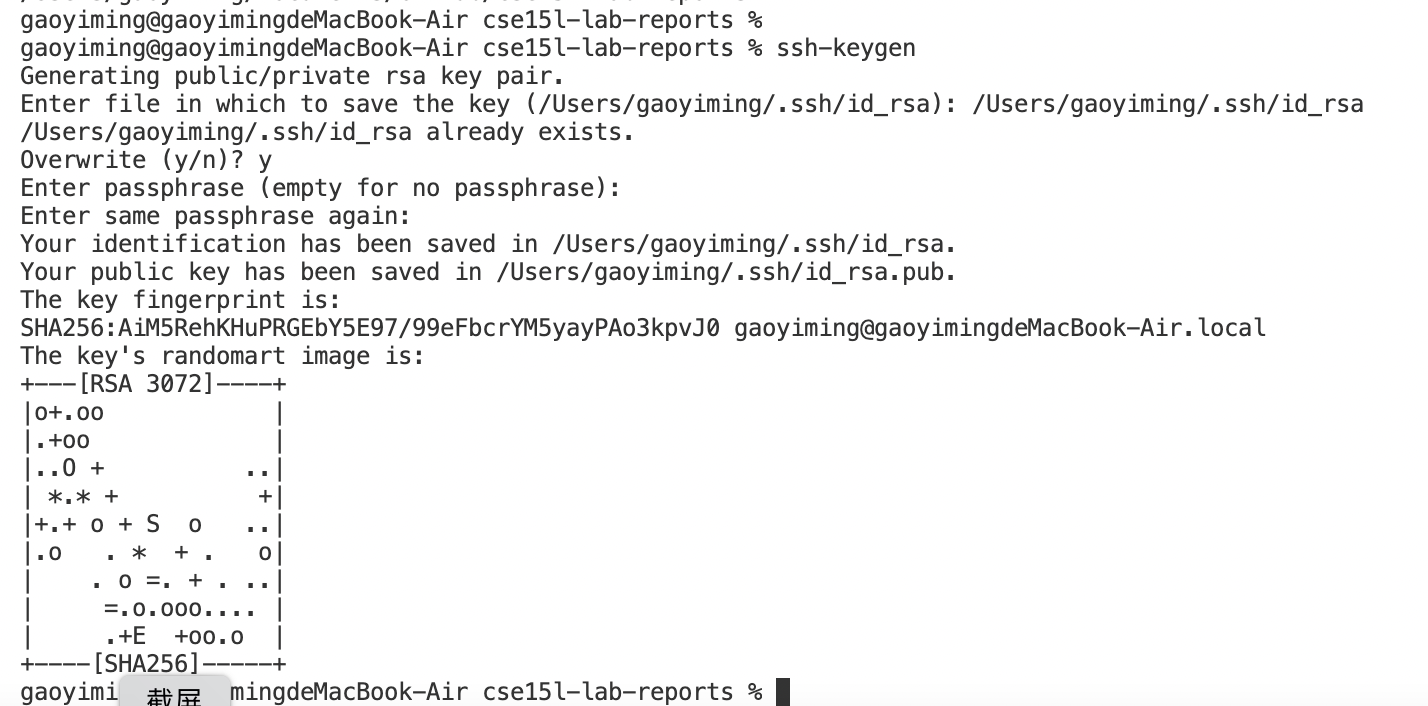 gaoyiming@gaoyimingdeMacBook-Air cse15l-lab-reports %
gaoyiming@gaoyimingdeMacBook-Air cse15l-lab-reports % ssh-keygen
Generating public/private rsa key pair.
Enter file in which to save the key (/Users/gaoyiming/.ssh/id_rsa): /Users/gaoyiming/.ssh/id_rsa
/Users/gaoyiming/.ssh/id_rsa already exists.
Overwrite (y/n)? y
Enter passphrase (empty for no passphrase):
Enter same passphrase again:
Your identification has been saved in /Users/gaoyiming/.ssh/id_rsa.
Your public key has been saved in /Users/gaoyiming/.ssh/id_rsa.pub.
The key fingerprint is:
SHA256:AiM5RehKHuPRGEbY5E97/99eFbcrYM5yayPAo3kpvJ0 gaoyiming@gaoyimingdeMacBook-Air.local
The key's randomart image is:
+---[RSA 3072]----+
|o+.oo            |
|.+oo             |
|..O +          ..|
| *.* +          +|
|+.+ o + S  o   ..|
|.o   . *  + .   o|
|    . o =. + . ..|
|     =.o.ooo.... |
|     .+E  +oo.o  |
+----[SHA256]-----+
gaoyimi 截屏 mingdeMacBook-Air cse15l-lab-reports %